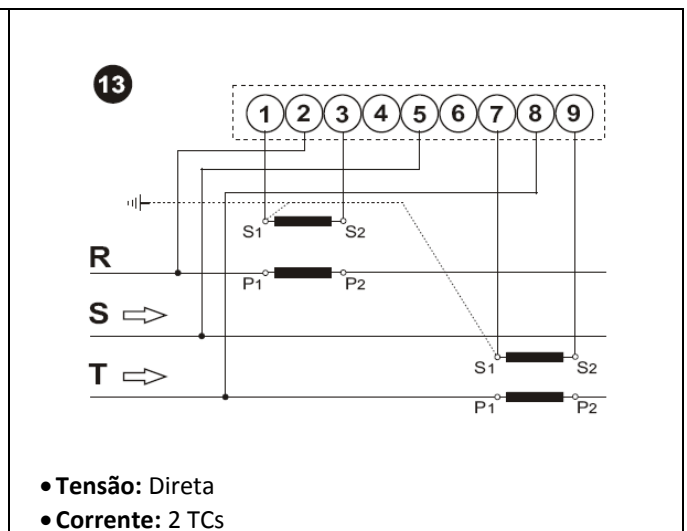 13
1 2 3 4 5 6 7 8 9
S1 S2
R
P1 P2
S
S1 S2
T
P1 P2
• Tensão: Direta
• Corrente: 2 TCs